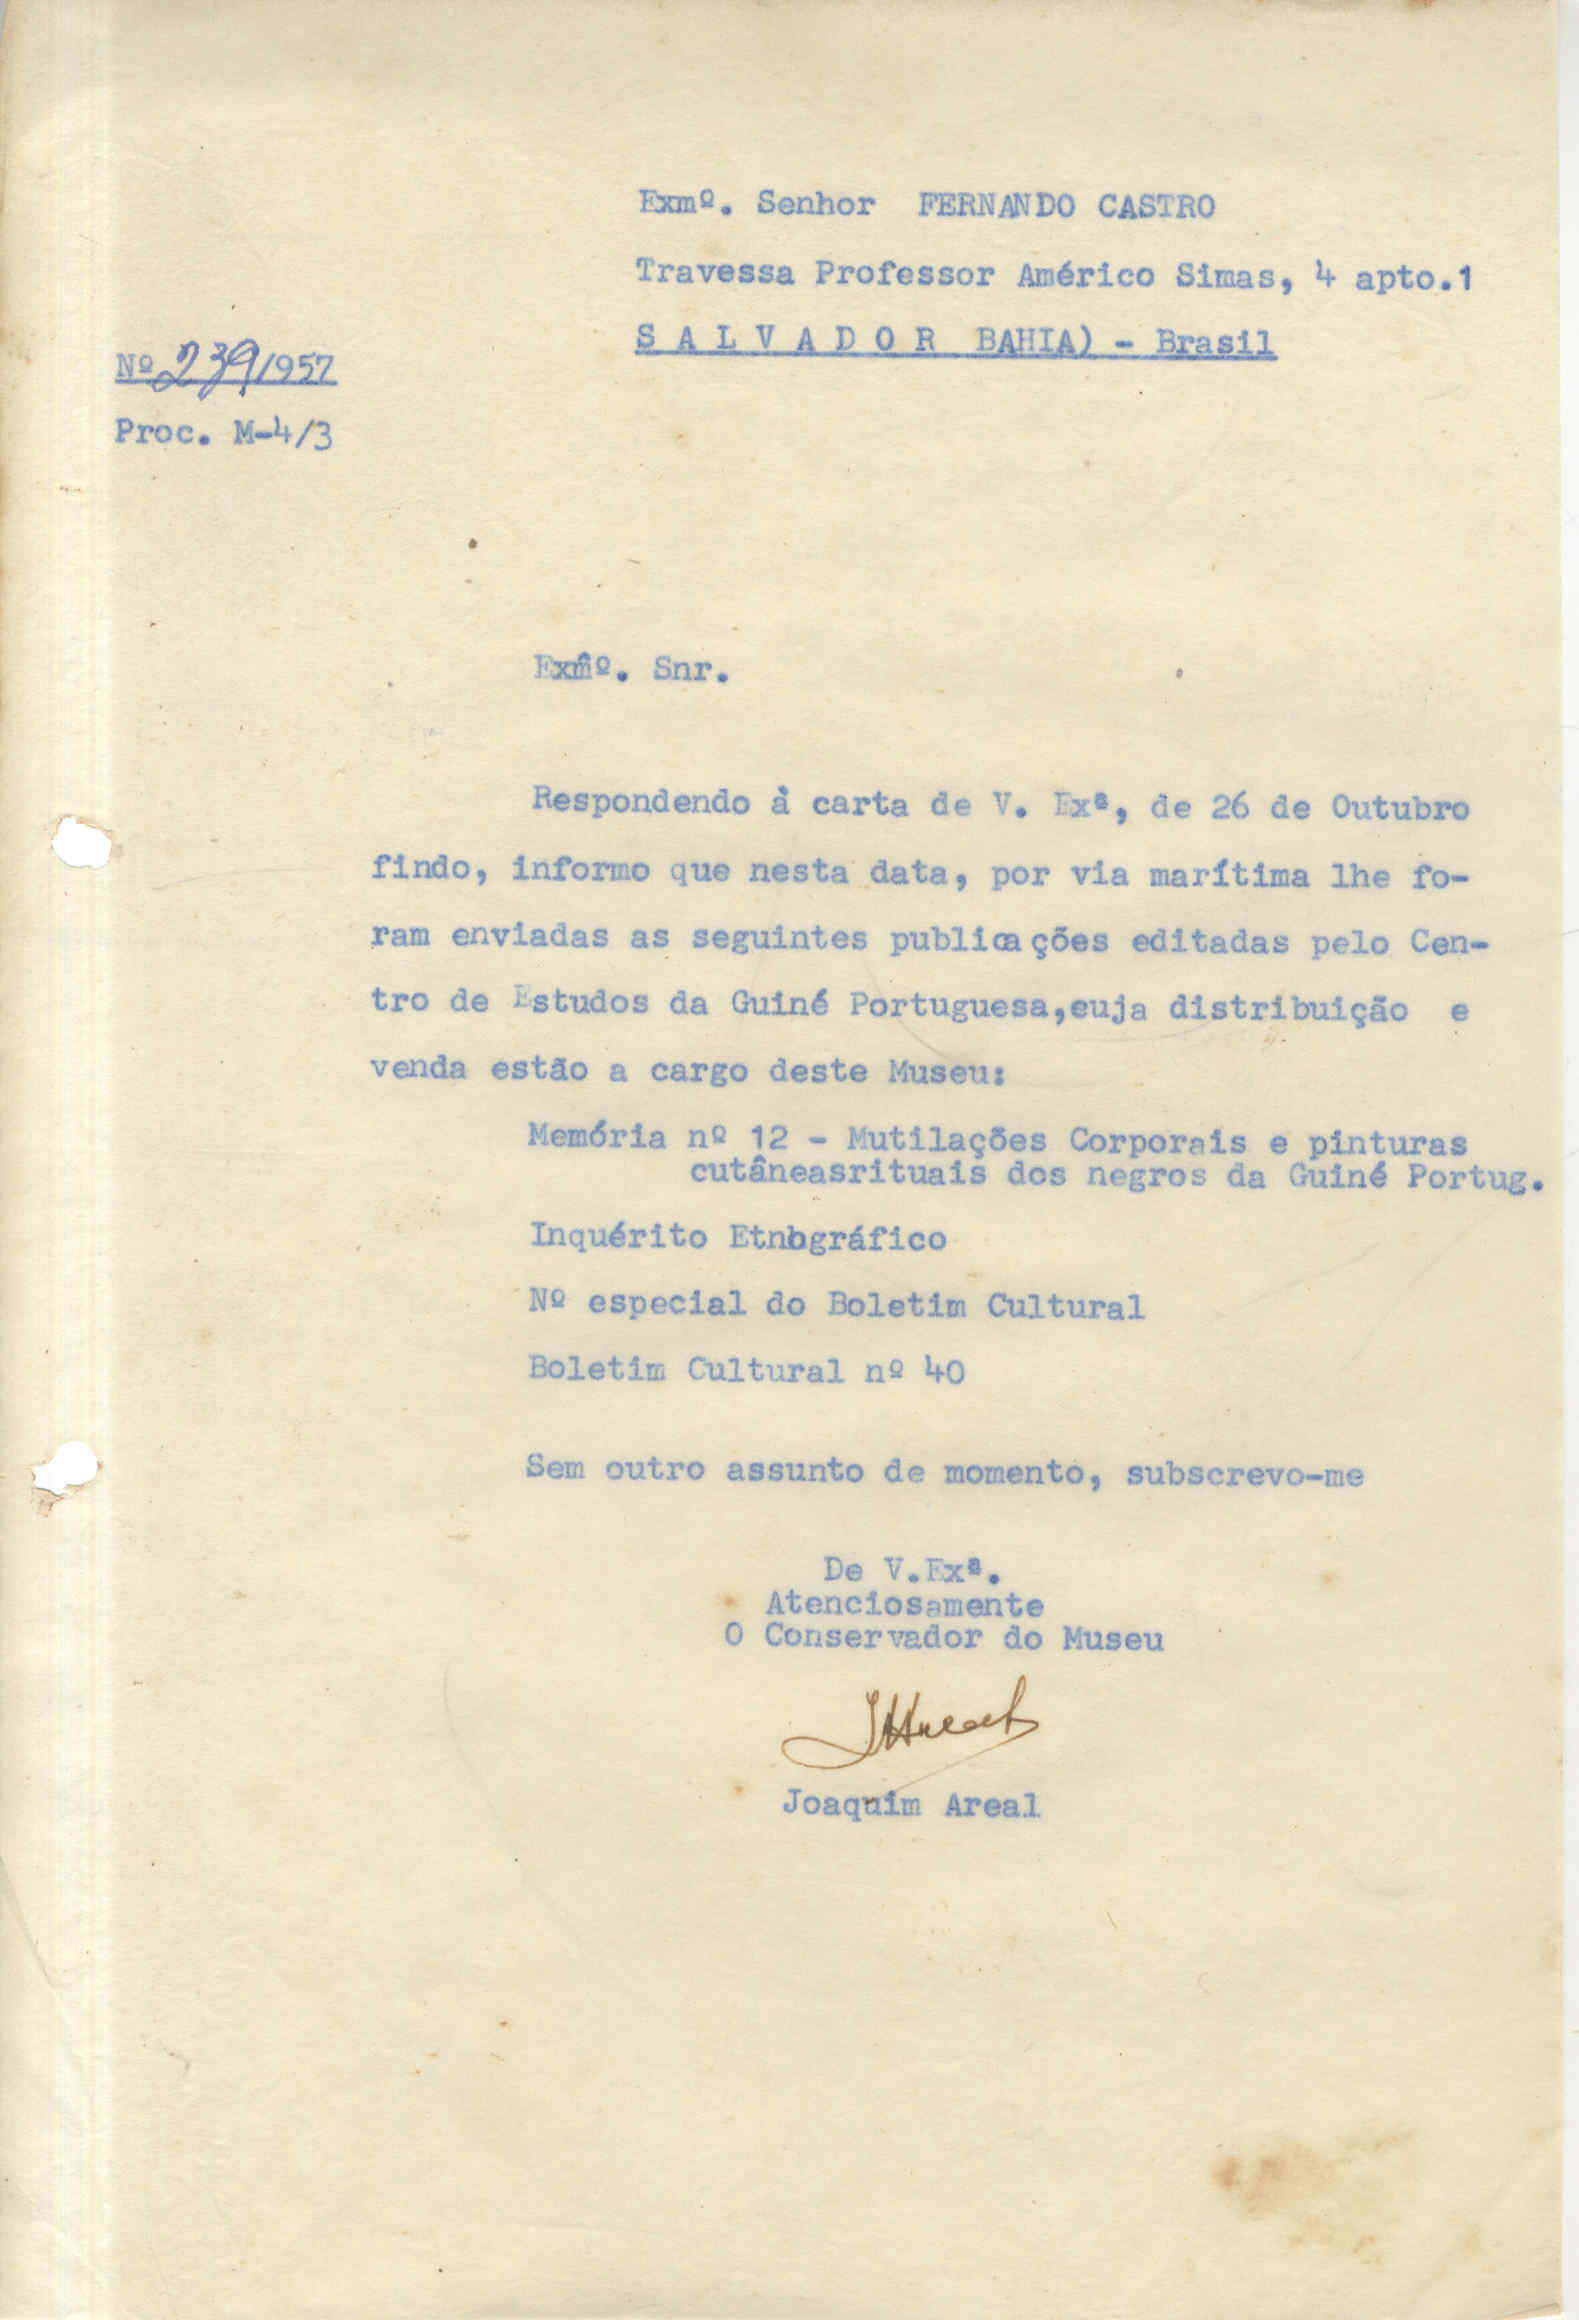 Exmº. Senhor FERNANDO CASTRO
Travessa Professor Américo Simas, 4 apto.1
S A L V A D O R BAHIA) - Brasil
Nº 239/1957
Proc. M-4/3
Exmº. Snr.
Respondendo à carta de V. Exª, de 26 de Outubro
findo, informo que nesta data, por via marítima lhe fo-
ram enviadas as seguintes publicações editadas pelo Cen-
tro de Estudos da Guiné Portuguesa,euja distribuição e
venda estão a cargo deste Museu:
Memória nº 12 - Mutilações Corporais e pinturas
cutâneasrituais dos negros da Guiné Portug.
Inquérito Etnográfico
Nº especial do Boletim Cultural
Boletim Cultural nº 40
Sem outro assunto de momento, subscrevo-me
De V.Exª.
Atenciosamente
O Conservador do Museu
JAreal
Joaquim Areal